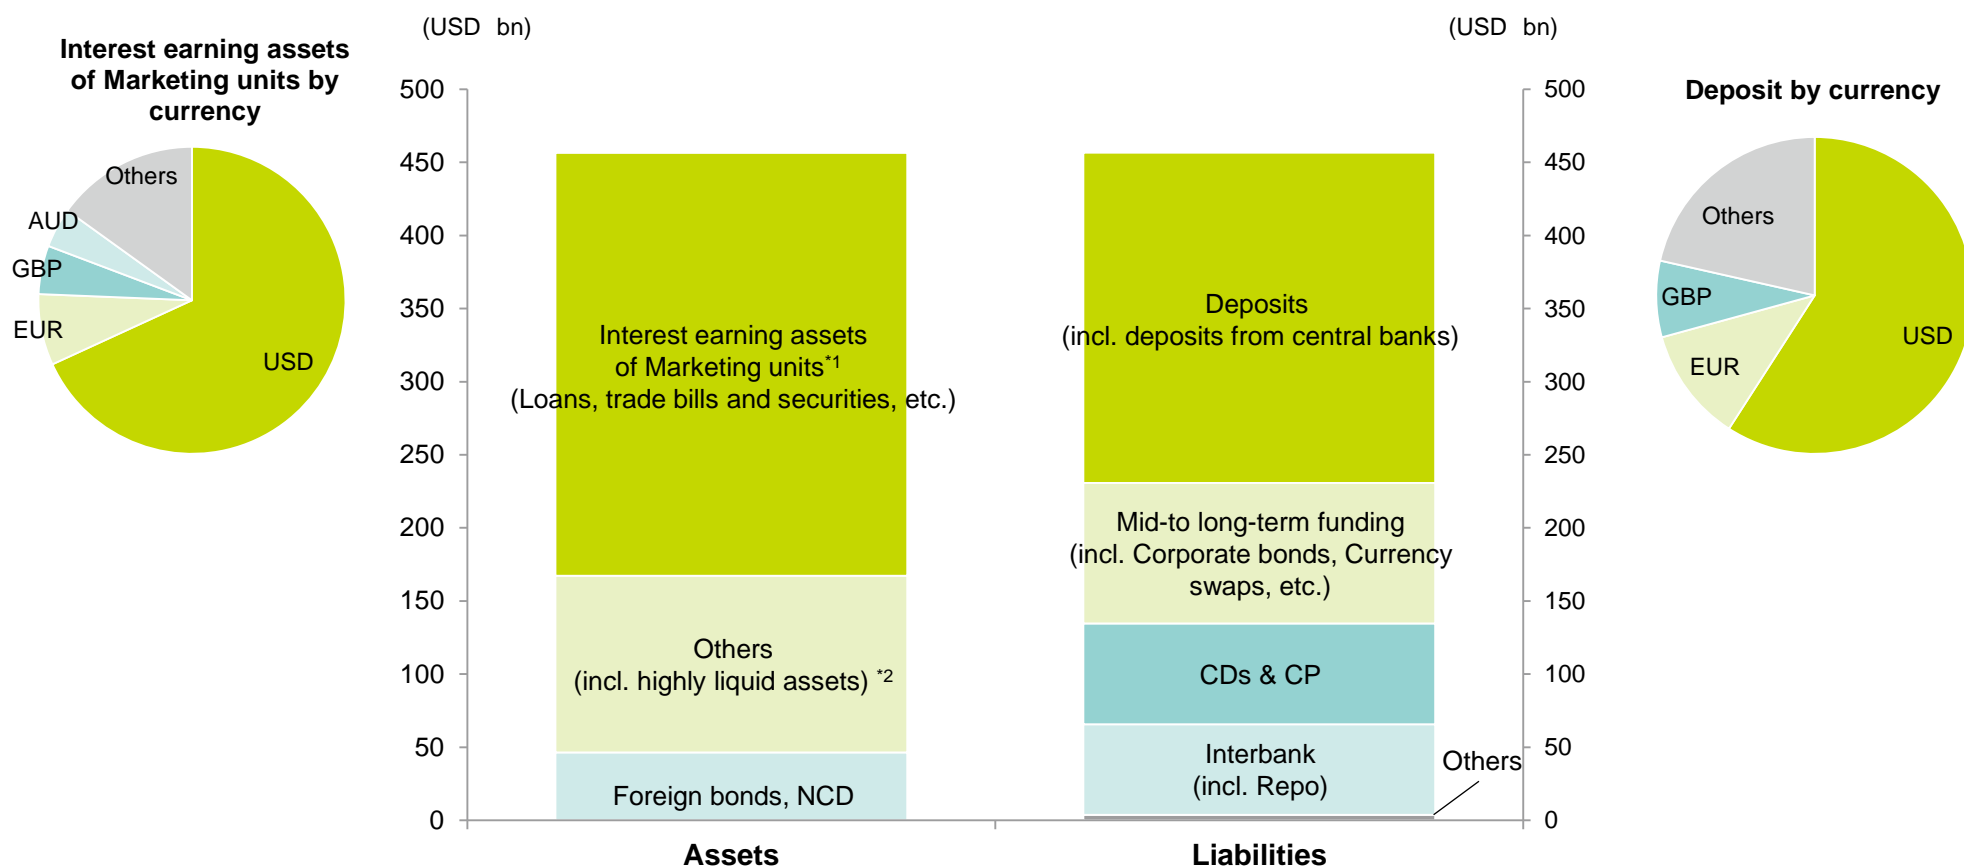 Interest earning assets
of Marketing units by
currency
Others
AUD
GBP
EUR
USD
(USD bn)
500
450
400
350
300
250
200
150
100
50
0
Interest earning assets
of Marketing units*1
(Loans, trade bills and securities, etc.)
Others
(incl. highly liquid assets) *2
Foreign bonds, NCD
Assets
Deposits
(incl. deposits from central banks)
Mid-to long-term funding
(incl. Corporate bonds, Currency
swaps, etc.)
CDs & CP
Interbank
(incl. Repo)
Others
Liabilities
(USD bn)
500
450
400
350
300
250
200
150
100
50
0
Deposit by currency
Others
GBP
EUR
USD